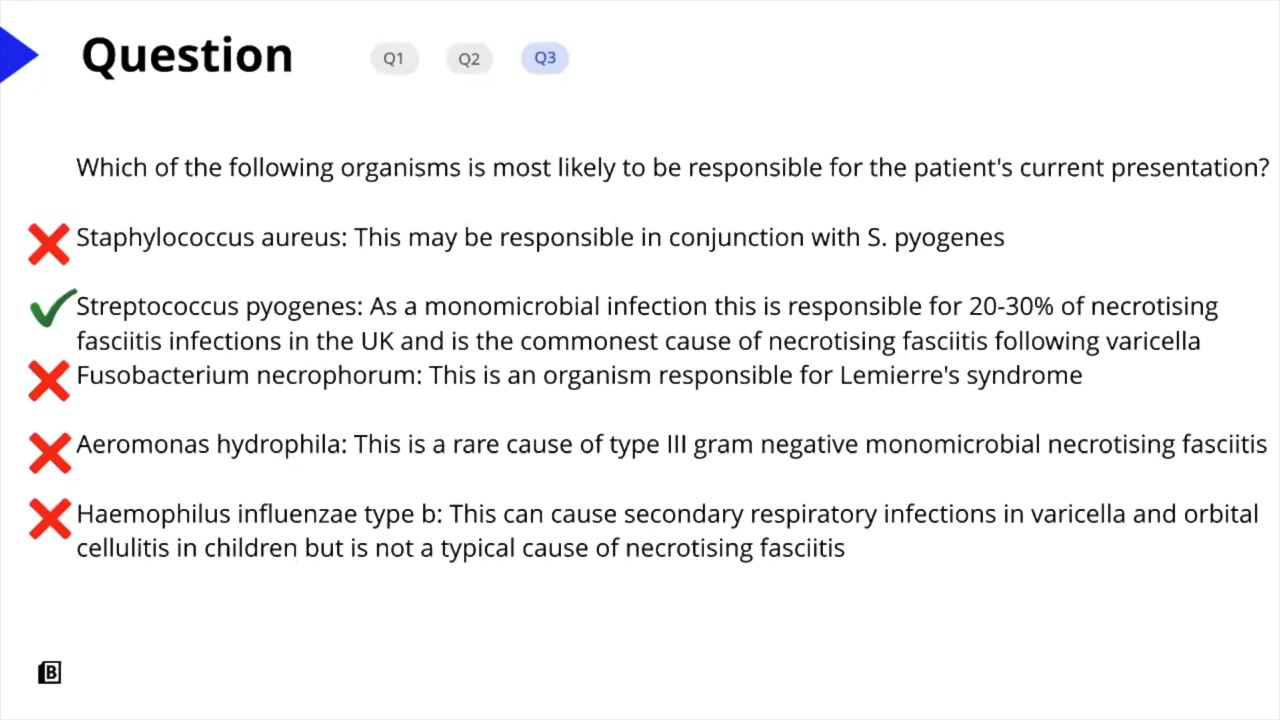 Question
Q1 Q2 Q3
Which of the following organisms is most likely to be responsible for the patient's current presentation?
Staphylococcus aureus: This may be responsible in conjunction with S. pyogenes
Streptococcus pyogenes: As a monomicrobial infection this is responsible for 20-30% of necrotising
fasciitis infections in the UK and is the commonest cause of necrotising fasciitis following varicella
Fusobacterium necrophorum: This is an organism responsible for Lemierre's syndrome
Aeromonas hydrophila: This is a rare cause of type III gram negative monomicrobial necrotising fasciitis
Haemophilus influenzae type b: This can cause secondary respiratory infections in varicella and orbital
cellulitis in children but is not a typical cause of necrotising fasciitis
B